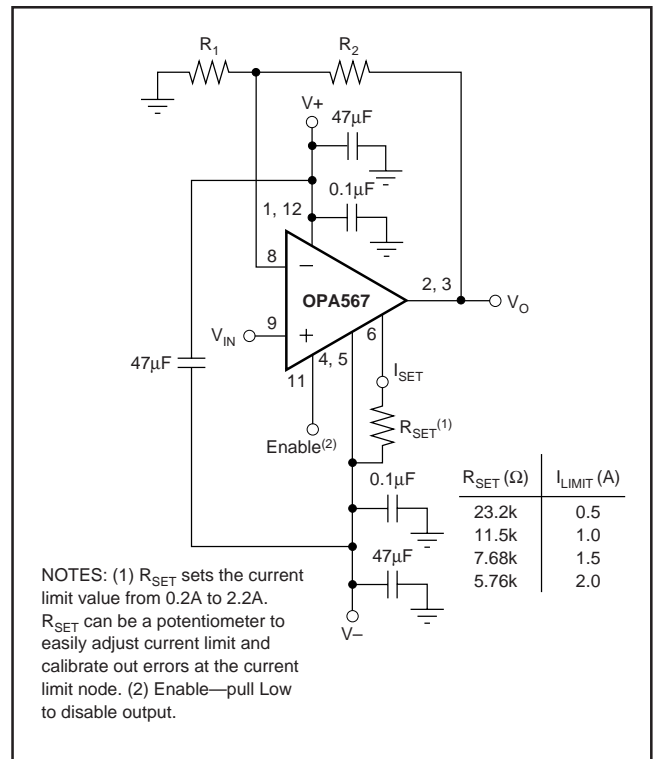 R1
R2
V+
47μF
0.1μF
1, 12
8
−
OPA567
2, 3
VO
VIN
9
+
6
47μF
4, 5
11
ISET
Enable(2)
RSET(1)
0.1μF
47μF
V–
RSET (Ω) ILIMIT (A)
23.2k 0.5
11.5k 1.0
7.68k 1.5
5.76k 2.0
NOTES: (1) RSET sets the current
limit value from 0.2A to 2.2A.
RSET can be a potentiometer to
easily adjust current limit and
calibrate out errors at the current
limit node. (2) Enable—pull Low
to disable output.